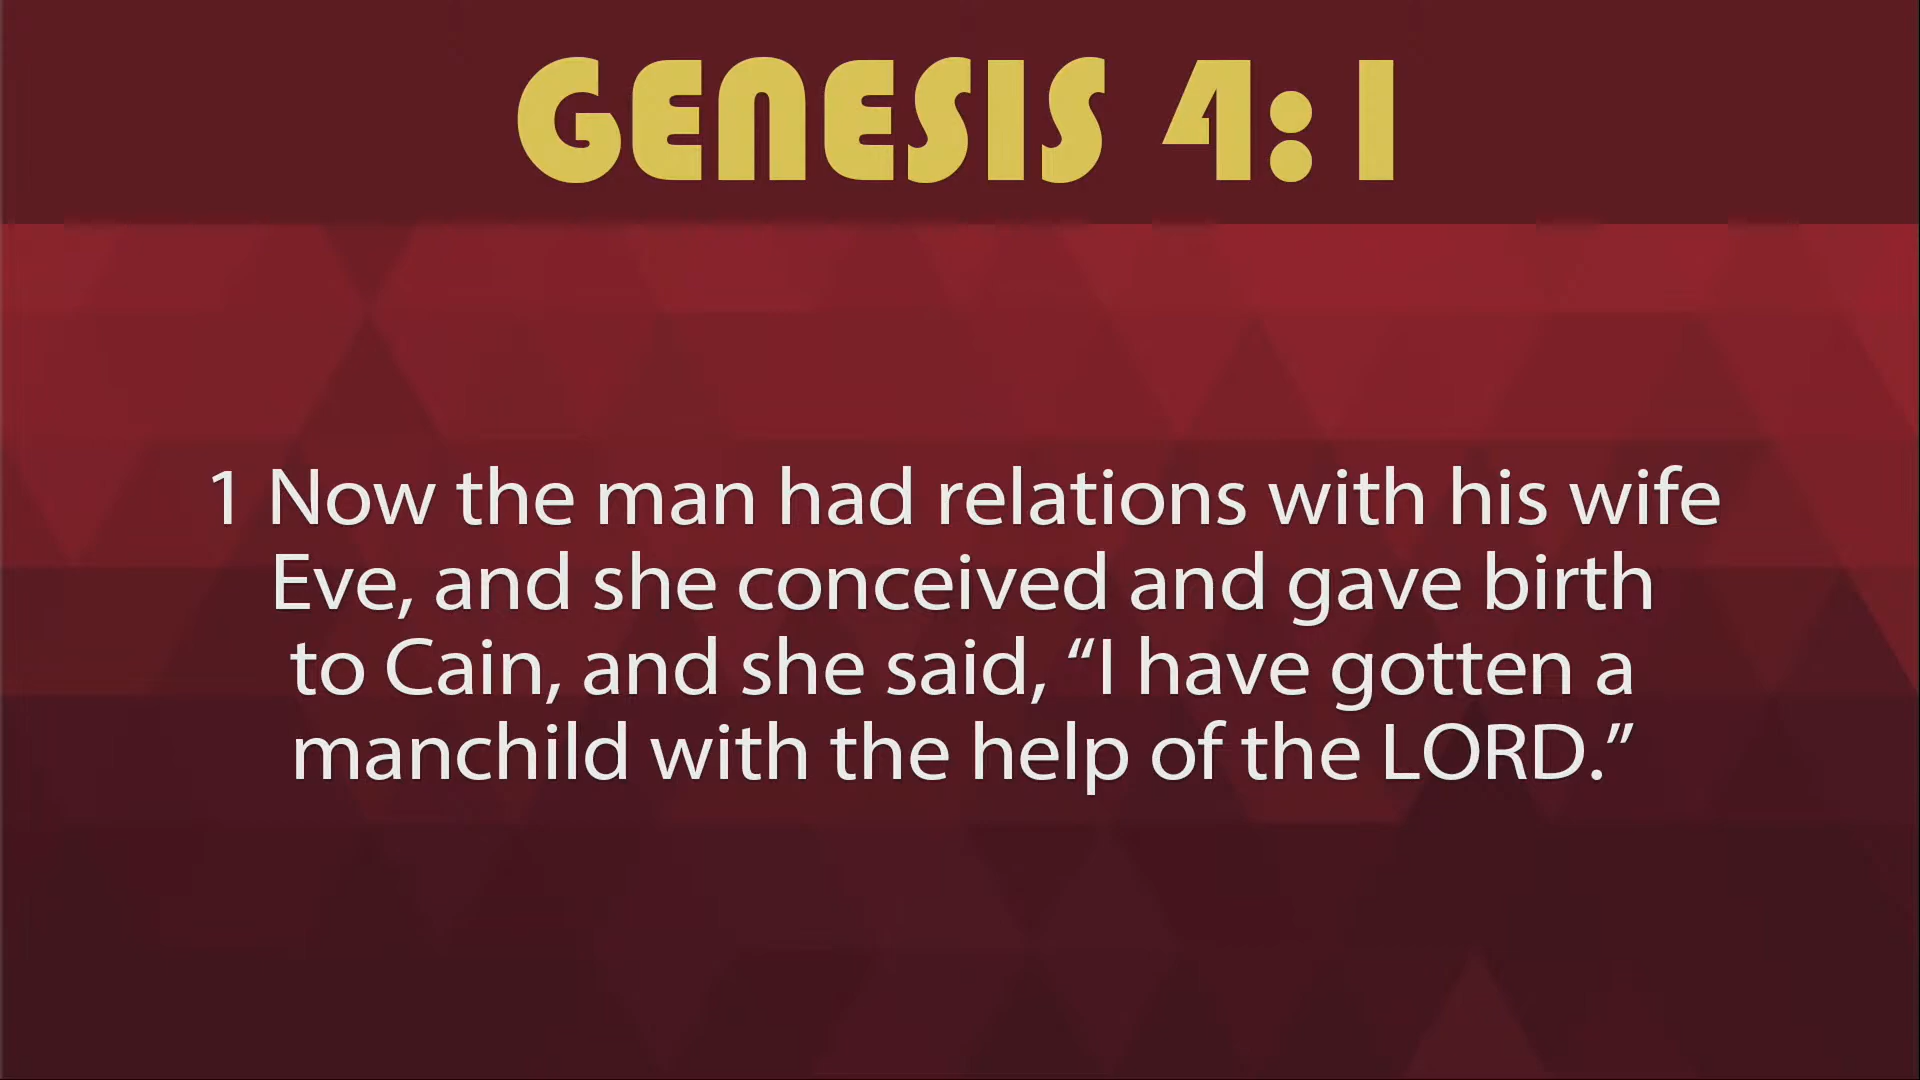 GENESIS 4:1
1 Now the man had relations with his wife
Eve, and she conceived and gave birth
to Cain, and she said, “I have gotten a
manchild with the help of the LORD.”